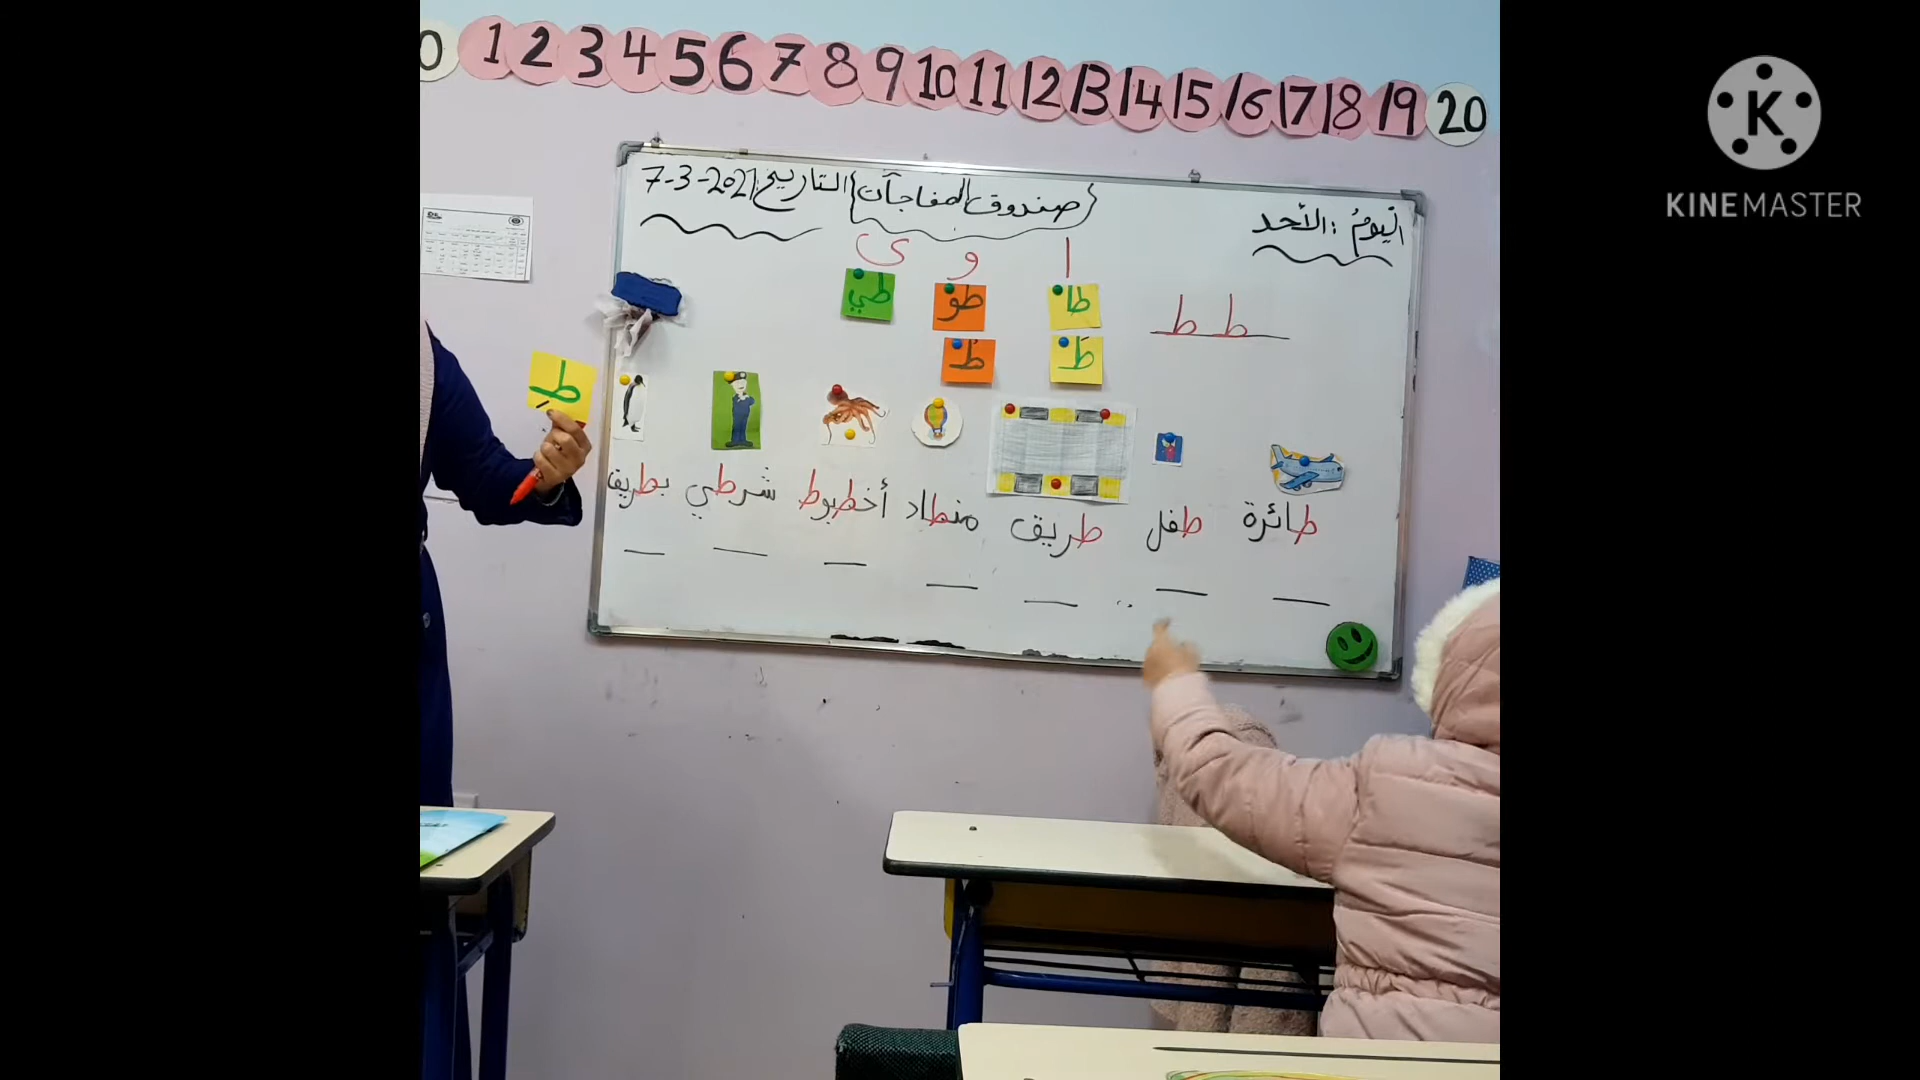 0 1 2 3 4 5 6 7 8 9 10 11 12 13 14 15 16 17 18 19 20
اليومُ : الأحد {صندوق المفاجآت} التاريخ 2021-3-7
ا و ى
ط ط طا طو طي
طَ طُ
طِ
طائرة طفل طريق منطاد أخطبوط شرطي بطريق
K
KINEMASTER